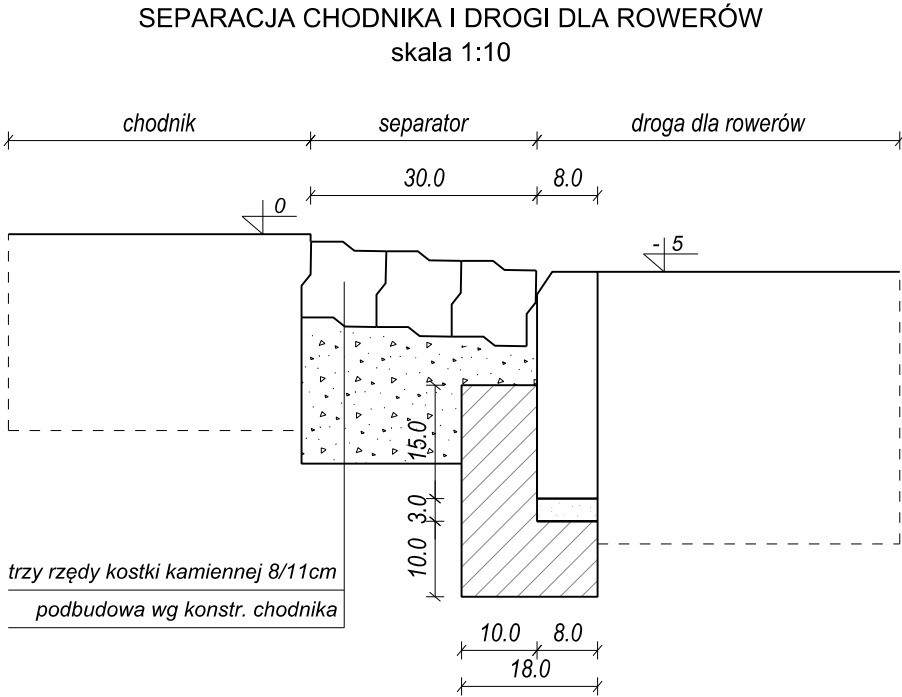 SEPARACJA CHODNIKA I DROGI DLA ROWERÓW
skala 1:10
chodnik separator droga dla rowerów
30.0 8.0
0
- 5
15.0
3.0
10.0
trzy rzędy kostki kamiennej 8/11cm
podbudowa wg konstr. chodnika
10.0 8.0
18.0